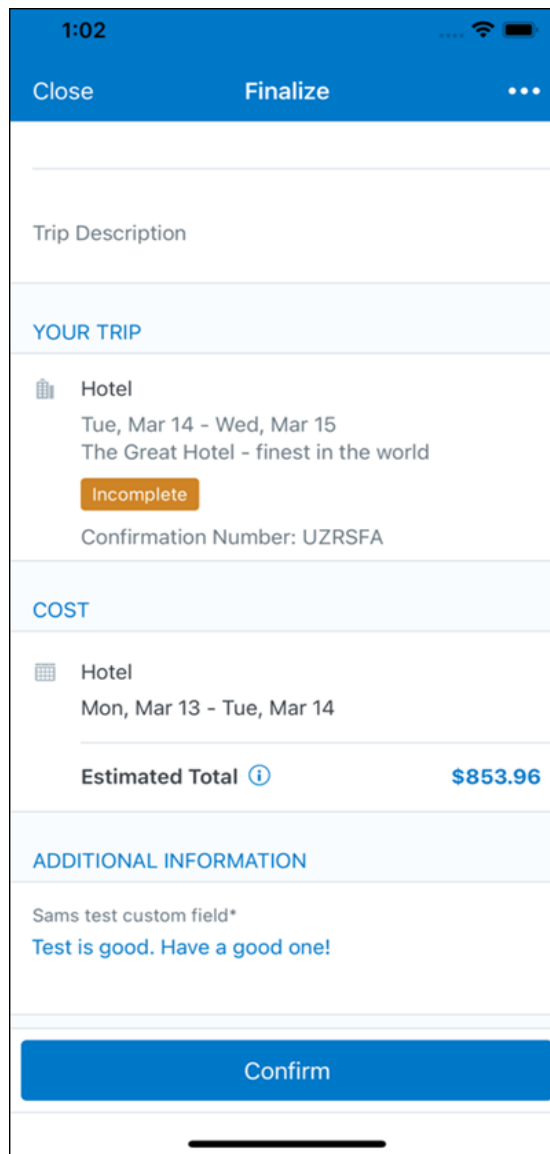 1:02
Close Finalize
Trip Description
YOUR TRIP
Hotel
Tue, Mar 14 - Wed, Mar 15
The Great Hotel - finest in the world
Incomplete
Confirmation Number: UZRSFA
COST
Hotel
Mon, Mar 13 - Tue, Mar 14
Estimated Total $853.96
ADDITIONAL INFORMATION
Sams test custom field*
Test is good. Have a good one!
Confirm